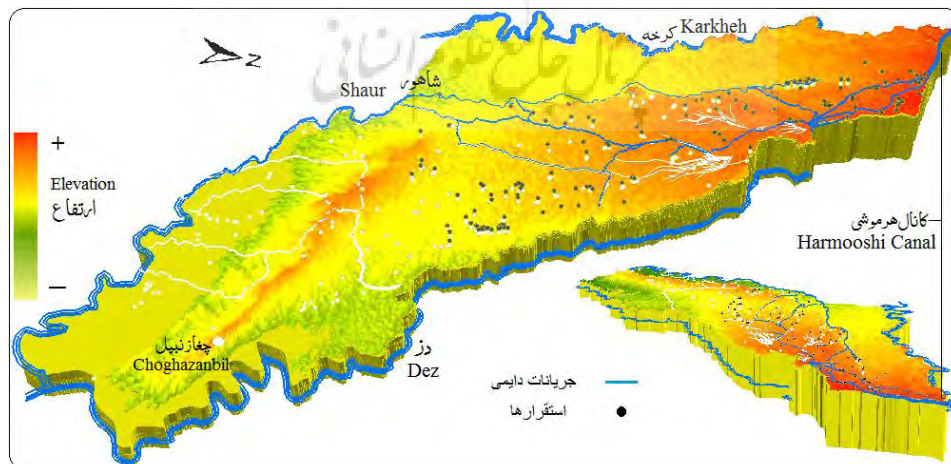 کرخه Karkheh
شاهور
Shaur
+
Elevation
ارتفاع
–
کانال هرموشی
Harmooshi Canal
چغازنبیل
Choghazanbil
دز
Dez
جریانات دایمی
استقرارها
z